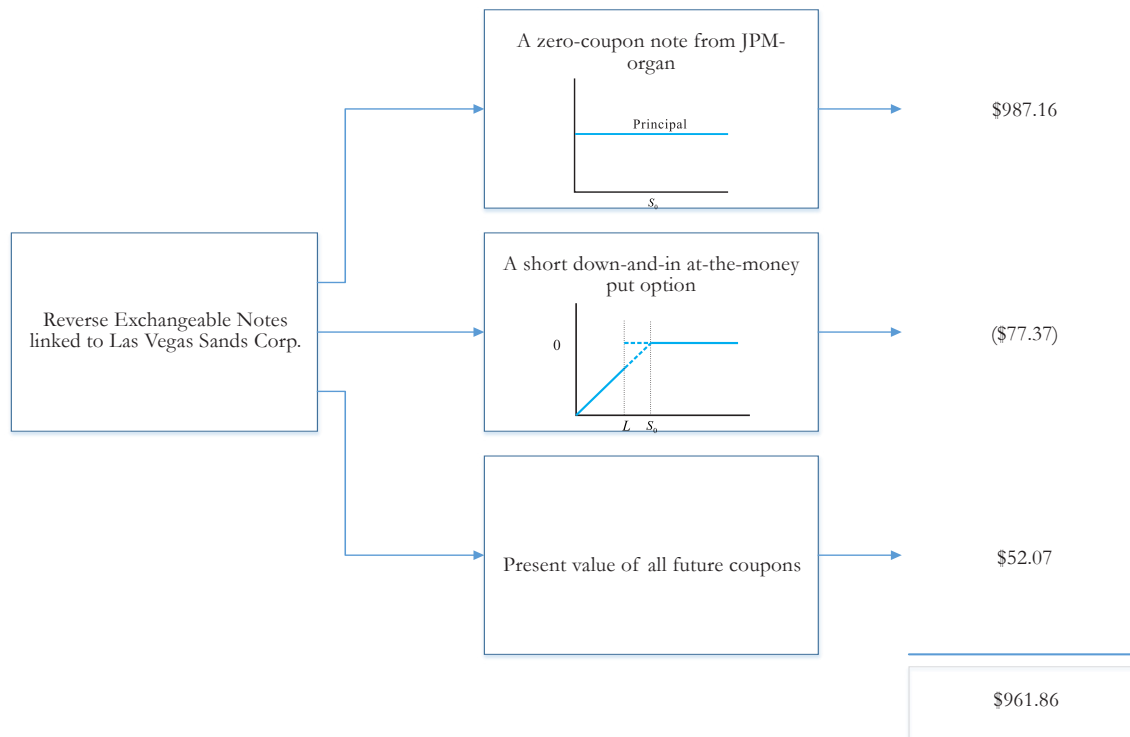 A zero-coupon note from JPM-
organ
Principal
S₀
$987.16
Reverse Exchangeable Notes
linked to Las Vegas Sands Corp.
A short down-and-in at-the-money
put option
0
L S₀
($77.37)
Present value of all future coupons
$52.07
$961.86